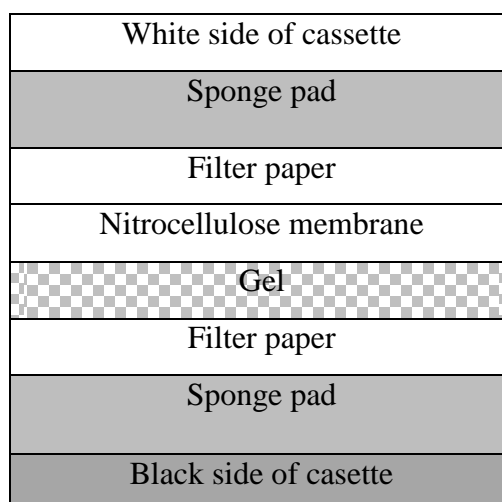 White side of cassette
Sponge pad
Filter paper
Nitrocellulose membrane
Gel
Filter paper
Sponge pad
Black side of casette